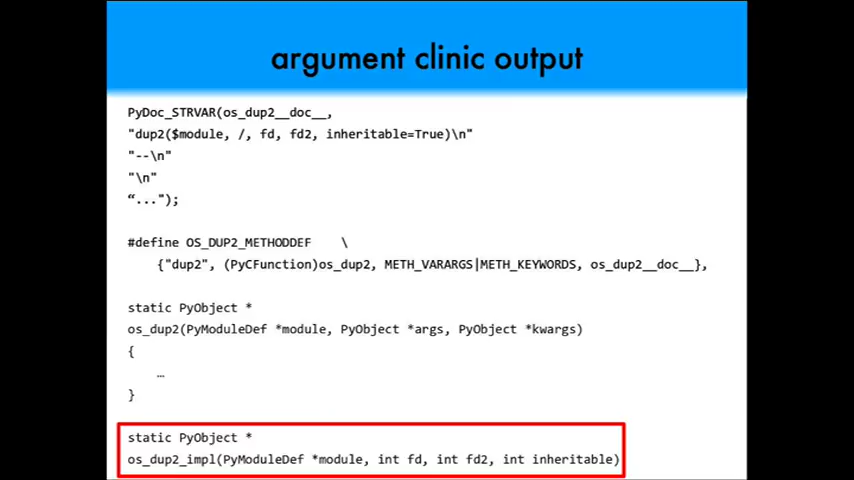 argument clinic output
PyDoc_STRVAR(os_dup2__doc__,
"dup2($module, /, fd, fd2, inheritable=True)\n"
"--\n"
"\n"
“...");
#define OS_DUP2_METHODDEF    \
    {"dup2", (PyCFunction)os_dup2, METH_VARARGS|METH_KEYWORDS, os_dup2__doc__},
static PyObject *
os_dup2(PyModuleDef *module, PyObject *args, PyObject *kwargs)
{
    …
}
static PyObject *
os_dup2_impl(PyModuleDef *module, int fd, int fd2, int inheritable)